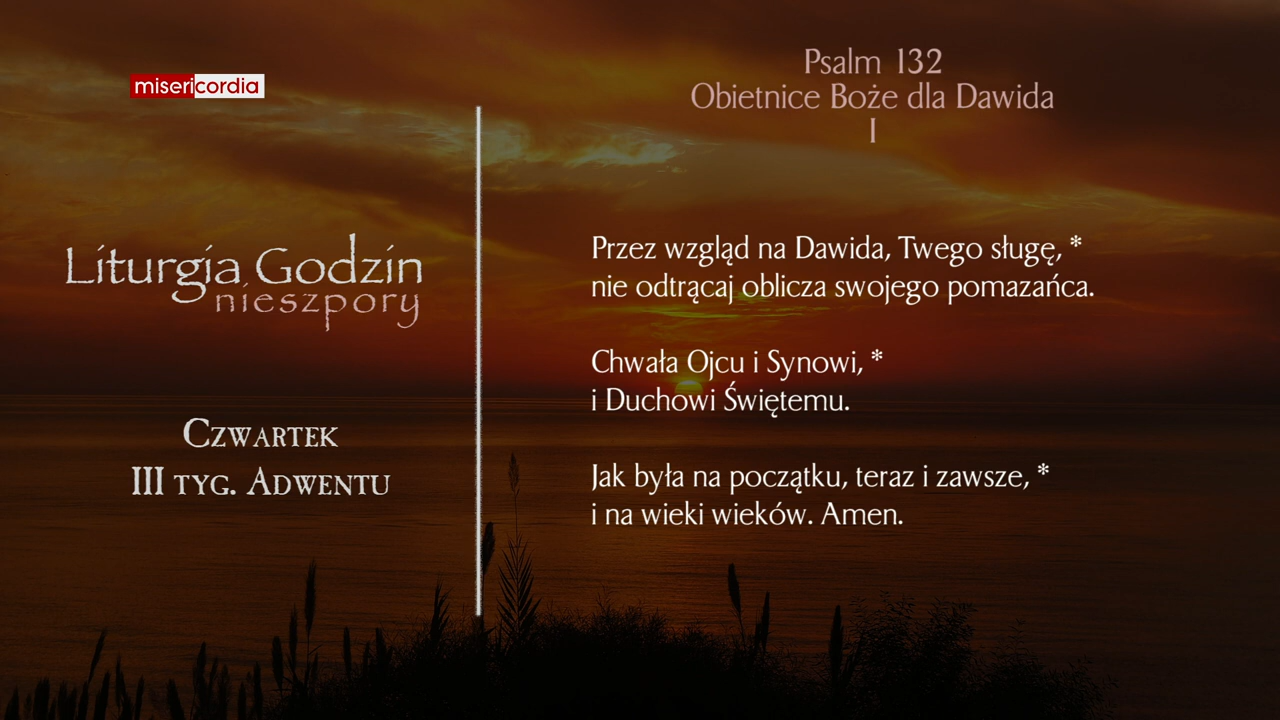 misericordia
Liturgia Godzin
nieszpory
Czwartek
III tyg. Adwentu
Psalm 132
Obietnice Boże dla Dawida
I
Przez wzgląd na Dawida, Twego sługę, *
nie odtrącaj oblicza swojego pomazańca.
Chwała Ojcu i Synowi, *
i Duchowi Świętemu.
Jak była na początku, teraz i zawsze, *
i na wieki wieków. Amen.